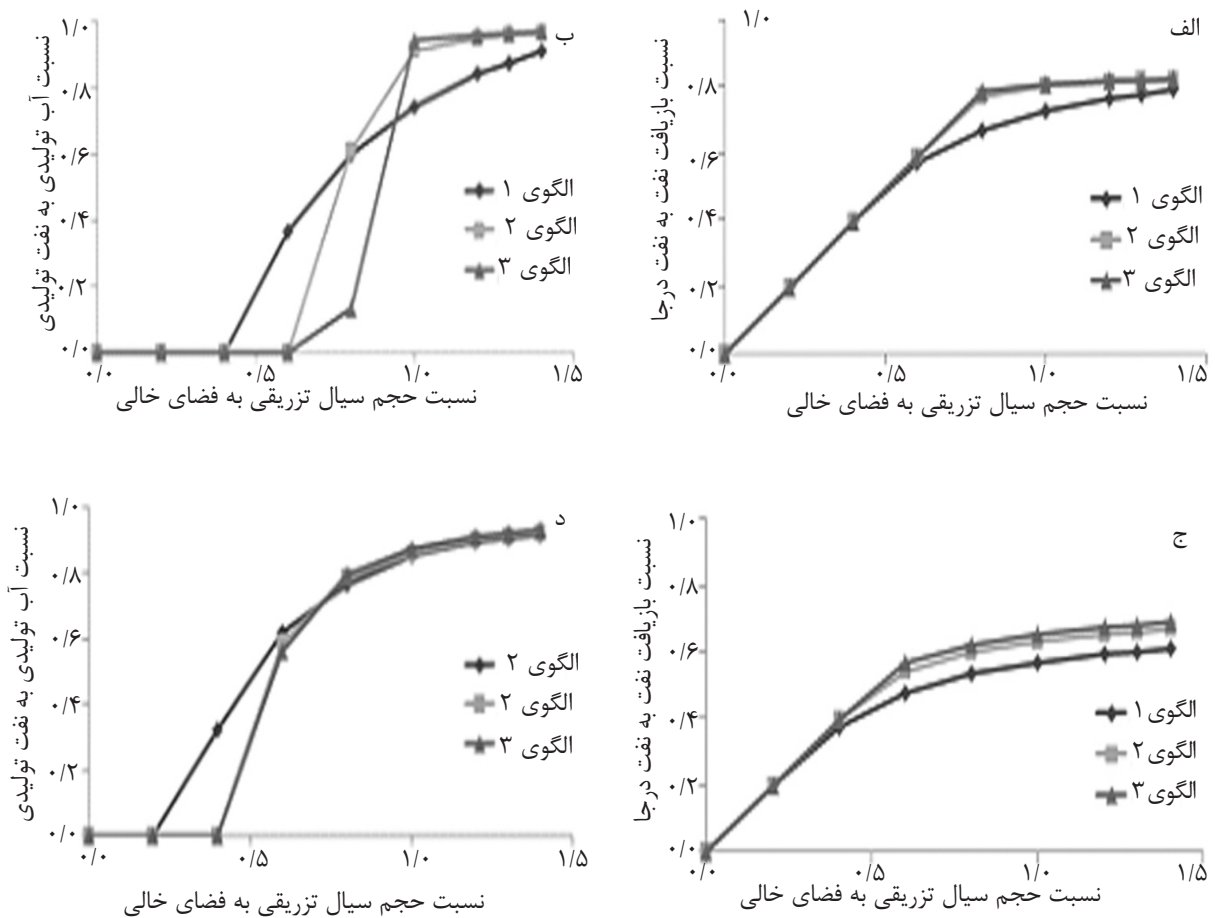 الف
نسبت بازیافت نفت به نفت درجا
۱/۰
۰/۸
۰/۶
۰/۴
۰/۲
۰/۰
۰/۰ ۰/۵ ۱/۰ ۱/۵
الگوی ۱
الگوی ۲
الگوی ۳
نسبت حجم سیال تزریقی به فضای خالی
ب
نسبت آب تولیدی به نفت تولیدی
۱/۰
۰/۸
۰/۶
۰/۴
۰/۲
۰/۰
۰/۰ ۰/۵ ۱/۰ ۱/۵
الگوی ۱
الگوی ۲
الگوی ۳
نسبت حجم سیال تزریقی به فضای خالی
ج
نسبت بازیافت نفت به نفت درجا
۱/۰
۰/۸
۰/۶
۰/۴
۰/۲
۰/۰
۰/۰ ۰/۵ ۱/۰ ۱/۵
الگوی ۱
الگوی ۲
الگوی ۳
نسبت حجم سیال تزریقی به فضای خالی
د
نسبت آب تولیدی به نفت تولیدی
۱/۰
۰/۸
۰/۶
۰/۴
۰/۲
۰/۰
۰/۰ ۰/۵ ۱/۰ ۱/۵
الگوی ۲
الگوی ۲
الگوی ۳
نسبت حجم سیال تزریقی به فضای خالی